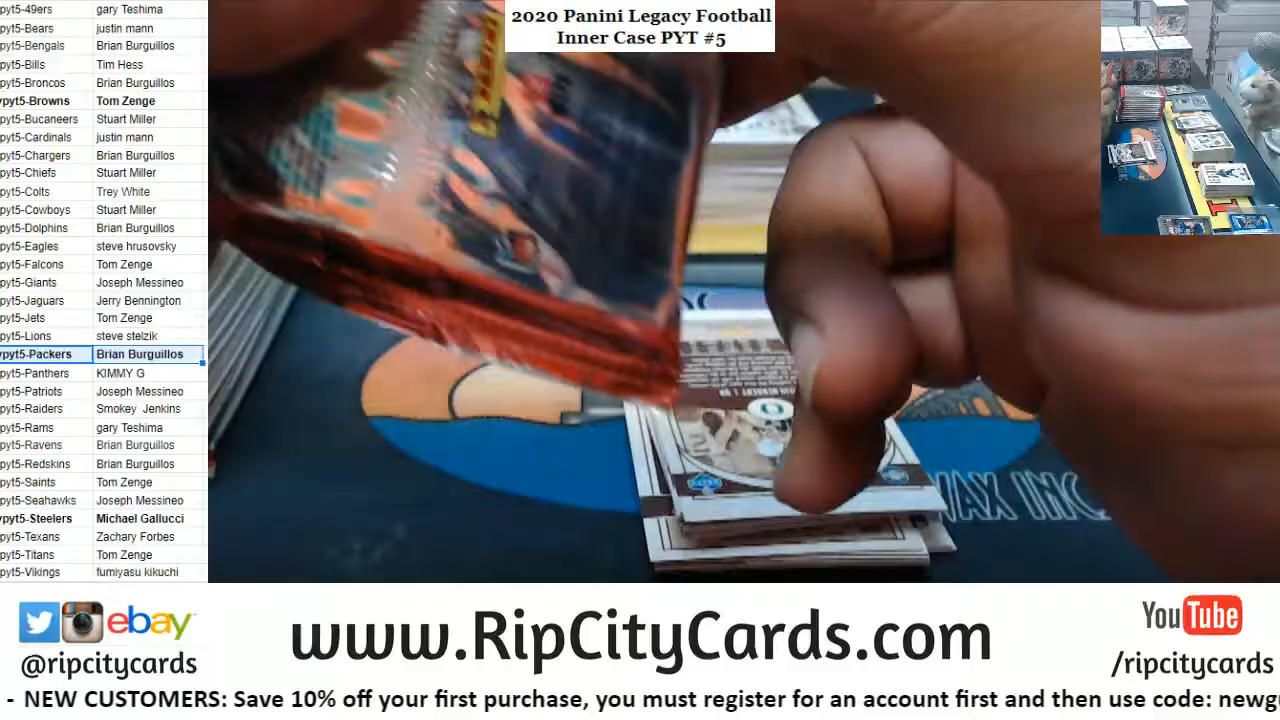 2020 Panini Legacy Football
Inner Case PYT #5
pyt5-49ers gary Teshima
pyt5-Bears justin mann
pyt5-Bengals Brian Burguillos
pyt5-Bills Tim Hess
pyt5-Broncos Brian Burguillos
pyt5-Browns Tom Zenge
pyt5-Bucaneers Stuart Miller
pyt5-Cardinals justin mann
pyt5-Chargers Brian Burguillos
pyt5-Chiefs Stuart Miller
pyt5-Colts Trey White
pyt5-Cowboys Stuart Miller
pyt5-Dolphins Brian Burguillos
pyt5-Eagles steve hrusovsky
pyt5-Falcons Tom Zenge
pyt5-Giants Joseph Messineo
pyt5-Jaguars Jerry Bennington
pyt5-Jets Tom Zenge
pyt5-Lions steve stelzik
pyt5-Packers Brian Burguillos
pyt5-Panthers KIMMY G
pyt5-Patriots Joseph Messineo
pyt5-Raiders Smokey Jenkins
pyt5-Rams gary Teshima
pyt5-Ravens Brian Burguillos
pyt5-Redskins Brian Burguillos
pyt5-Saints Tom Zenge
pyt5-Seahawks Joseph Messineo
pyt5-Steelers Michael Gallucci
pyt5-Texans Zachary Forbes
pyt5-Titans Tom Zenge
pyt5-Vikings fumiyasu kikuchi
WAX INC
ebay
@ripcitycards
www.RipCityCards.com
YouTube
/ripcitycards
- NEW CUSTOMERS: Save 10% off your first purchase, you must register for an account first and then use code: newg